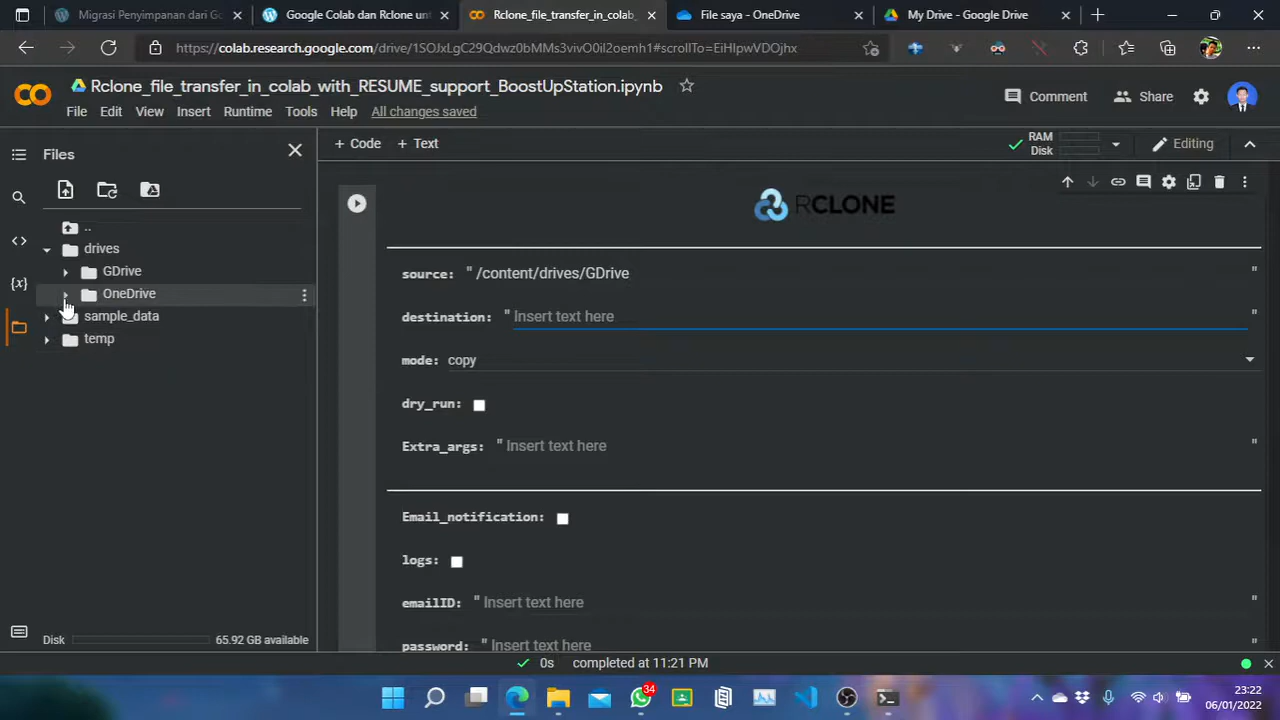 Migrasi Penyimpanan dari Go
Google Colab dan Rclone untuk
Rclone_file_transfer_in_colab_
File saya - OneDrive
My Drive - Google Drive
https://colab.research.google.com/drive/1SOJxLgC29Qdwz0bMMs3vivO0il2oemh1#scrollTo=EiHlpwVDOjhx
Rclone_file_transfer_in_colab_with_RESUME_support_BoostUpStation.ipynb
Comment
Share
File Edit View Insert Runtime Tools Help All changes saved
Files
+ Code + Text
RAM
Disk
Editing
{x}
..
drives
GDrive
OneDrive
sample_data
temp
RCLONE
source: " /content/drives/GDrive "
destination: " Insert text here "
mode: copy
dry_run:
Extra_args: " Insert text here "
Email_notification:
logs:
emailID: " Insert text here "
password: " Insert text here "
Disk 65.92 GB available
0s completed at 11:21 PM
34
23:22
06/01/2022